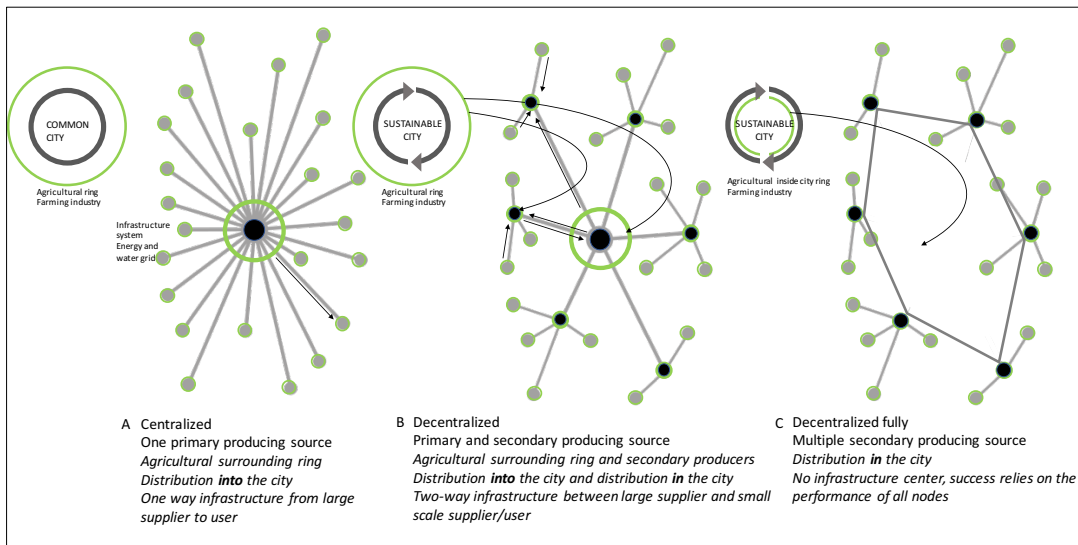 COMMON
CITY
Agricultural ring
Farming industry
Infrastructure
system
Energy and
water grid
SUSTAINABLE
CITY
Agricultural ring
Farming industry
SUSTAINABLE
CITY
Agricultural inside city ring
Farming industry
A Centralized
One primary producing source
Agricultural surrounding ring
Distribution into the city
One way infrastructure from large
supplier to user
B Decentralized
Primary and secondary producing source
Agricultural surrounding ring and secondary producers
Distribution into the city and distribution in the city
Two-way infrastructure between large supplier and small
scale supplier/user
C Decentralized fully
Multiple secondary producing source
Distribution in the city
No infrastructure center, success relies on the
performance of all nodes